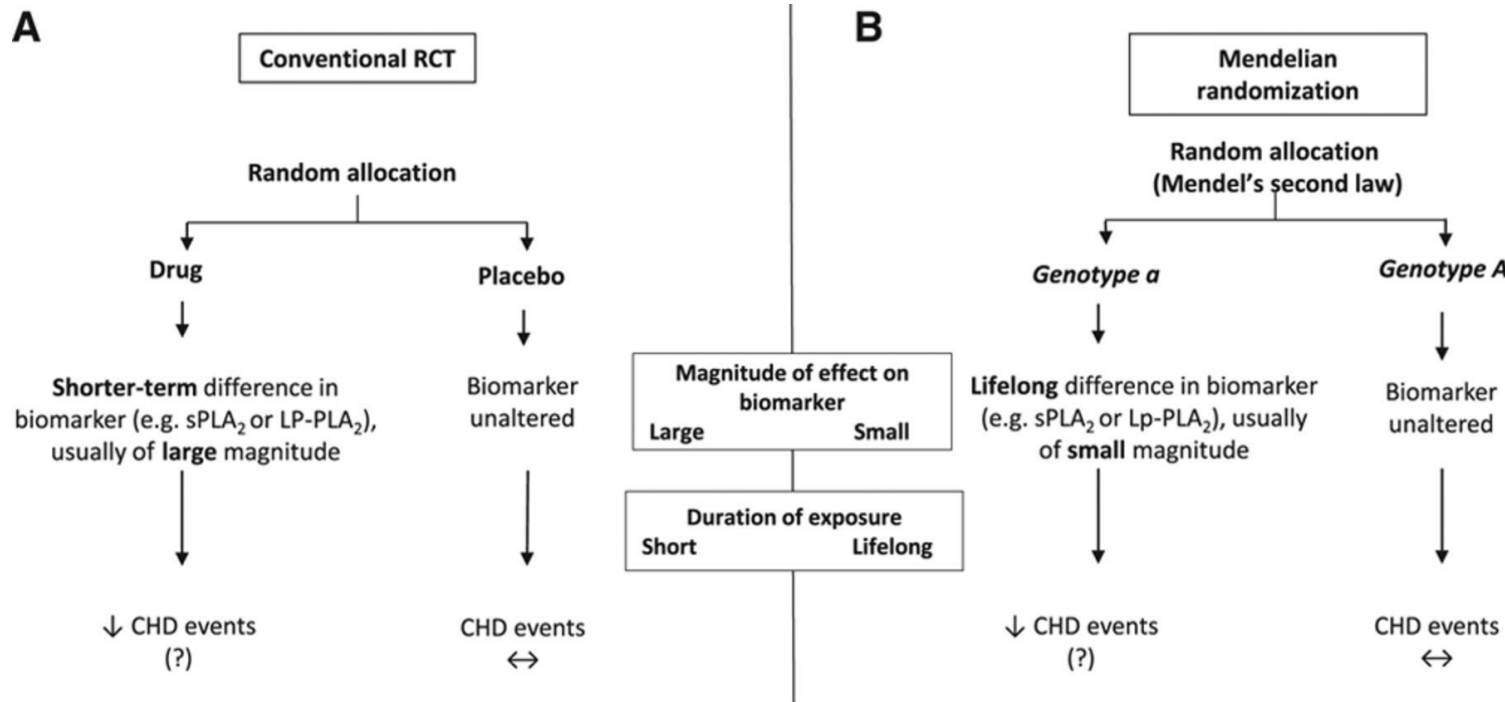 A
Conventional RCT
Random allocation
Drug
Placebo
Shorter-term difference in
biomarker (e.g. sPLA₂ or LP-PLA₂),
usually of large magnitude
Biomarker
unaltered
↓ CHD events
(?)
CHD events
↔
Magnitude of effect on
biomarker
Large Small
Duration of exposure
Short Lifelong
B
Mendelian
randomization
Random allocation
(Mendel’s second law)
Genotype a
Genotype A
Lifelong difference in biomarker
(e.g. sPLA₂ or Lp-PLA₂), usually
of small magnitude
Biomarker
unaltered
↓ CHD events
(?)
CHD events
↔